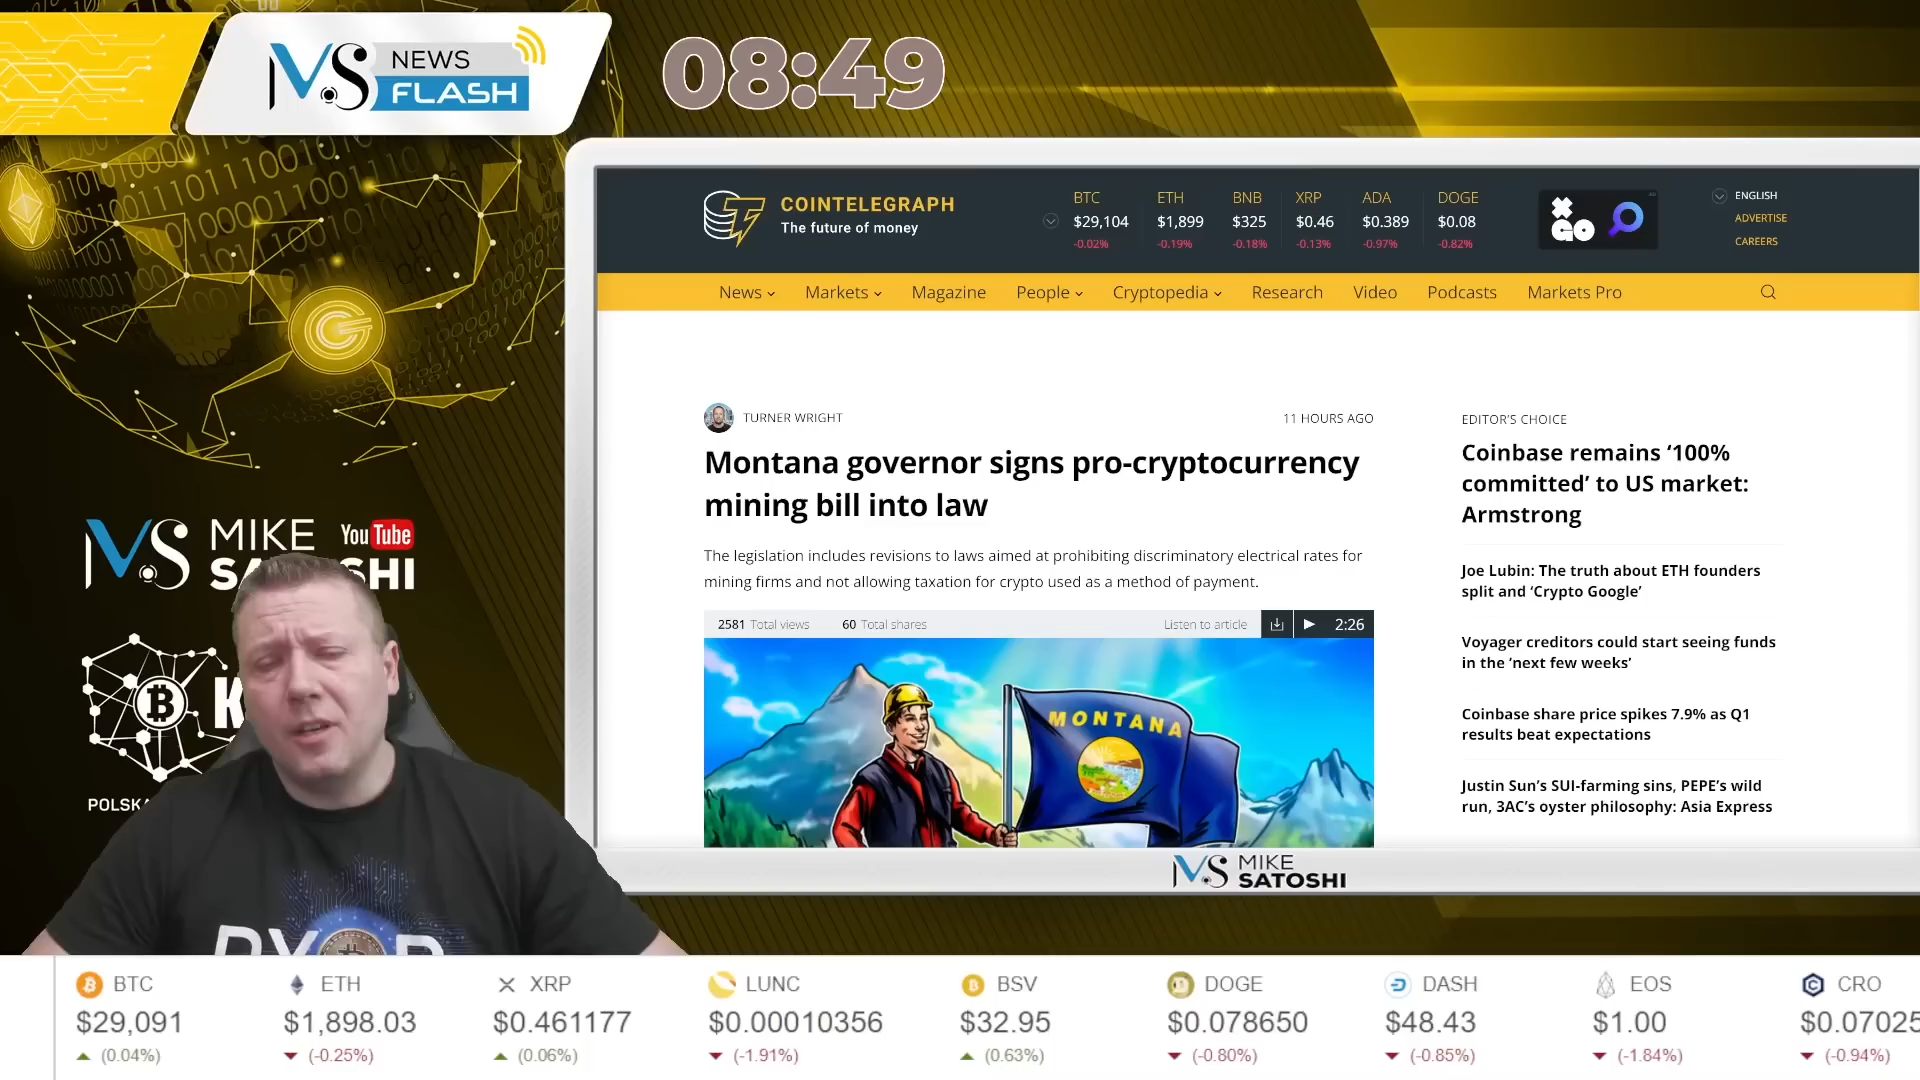 NEWS
FLASH
08:49
COINTELEGRAPH
The future of money
BTC ETH BNB XRP ADA DOGE
$29,104 $1,899 $325 $0.46 $0.389 $0.08
-0.02% -0.19% -0.18% -0.13% -0.97% -0.82%
ENGLISH
ADVERTISE
CAREERS
News Markets Magazine People Cryptopedia Research Video Podcasts Markets Pro
TURNER WRIGHT
11 HOURS AGO
Montana governor signs pro-cryptocurrency
mining bill into law
The legislation includes revisions to laws aimed at prohibiting discriminatory electrical rates for
mining firms and not allowing taxation for crypto used as a method of payment.
2581 Total views 60 Total shares Listen to article 2:26
MONTANA
EDITOR'S CHOICE
Coinbase remains ‘100%
committed’ to US market:
Armstrong
Joe Lubin: The truth about ETH founders
split and ‘Crypto Google’
Voyager creditors could start seeing funds
in the ‘next few weeks’
Coinbase share price spikes 7.9% as Q1
results beat expectations
Justin Sun’s SUI-farming sins, PEPE’s wild
run, 3AC’s oyster philosophy: Asia Express
MIKE
SATOSHI
MIKE YouTube
POLSKA
DYOR
BTC ETH XRP LUNC BSV DOGE DASH EOS CRO
$29,091 $1,898.03 $0.461177 $0.00010356 $32.95 $0.078650 $48.43 $1.00 $0.07025
(0.04%) (-0.25%) (0.06%) (-1.91%) (0.63%) (-0.80%) (-0.85%) (-1.84%) (-0.94%)